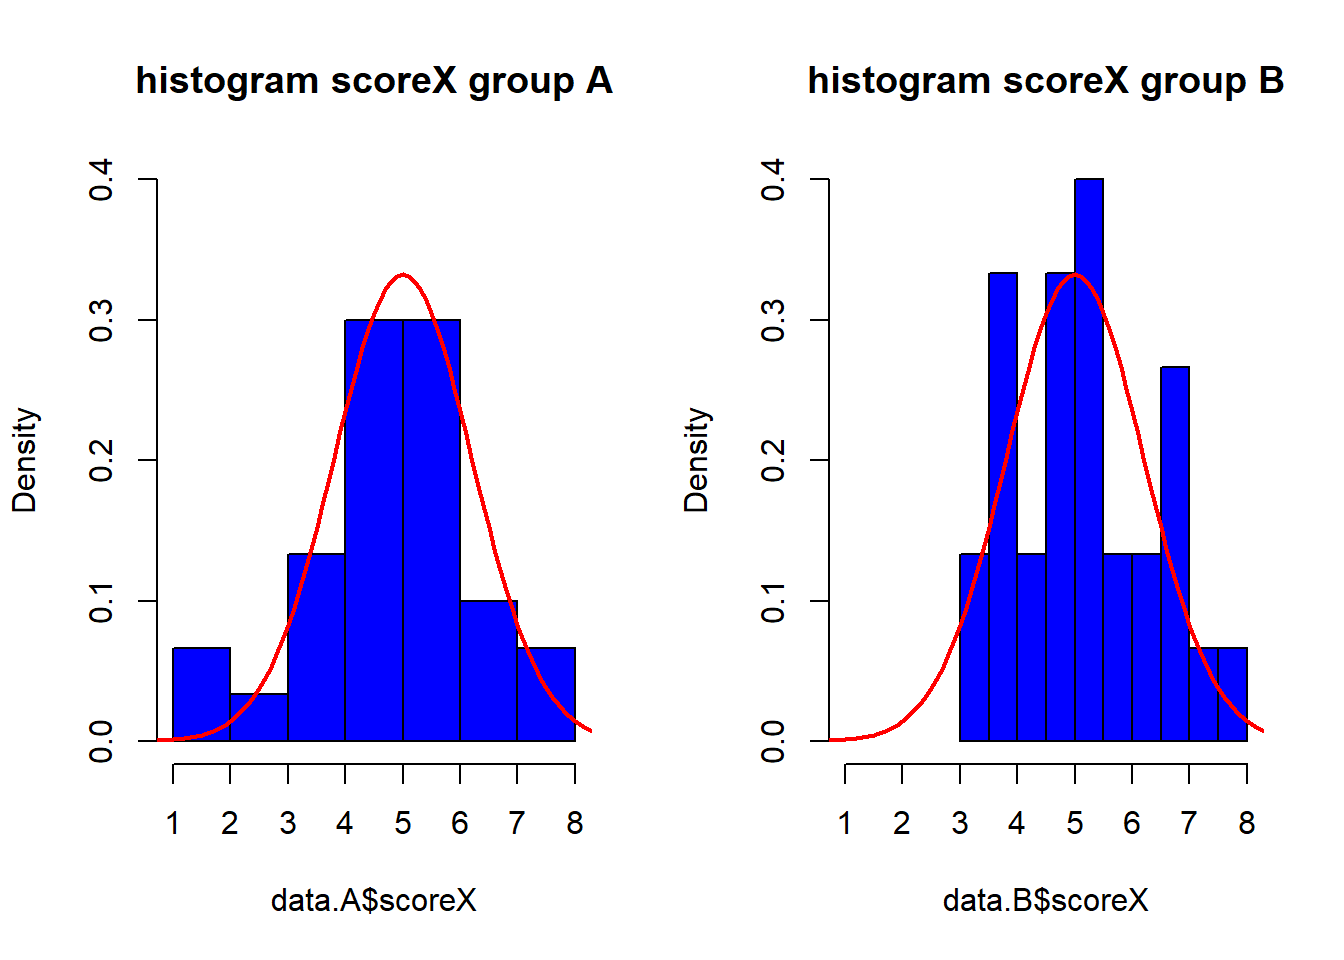 histogram scoreX group A
Density
0.0 0.1 0.2 0.3 0.4
1 2 3 4 5 6 7 8
data.A$scoreX
histogram scoreX group B
Density
0.0 0.1 0.2 0.3 0.4
1 2 3 4 5 6 7 8
data.B$scoreX